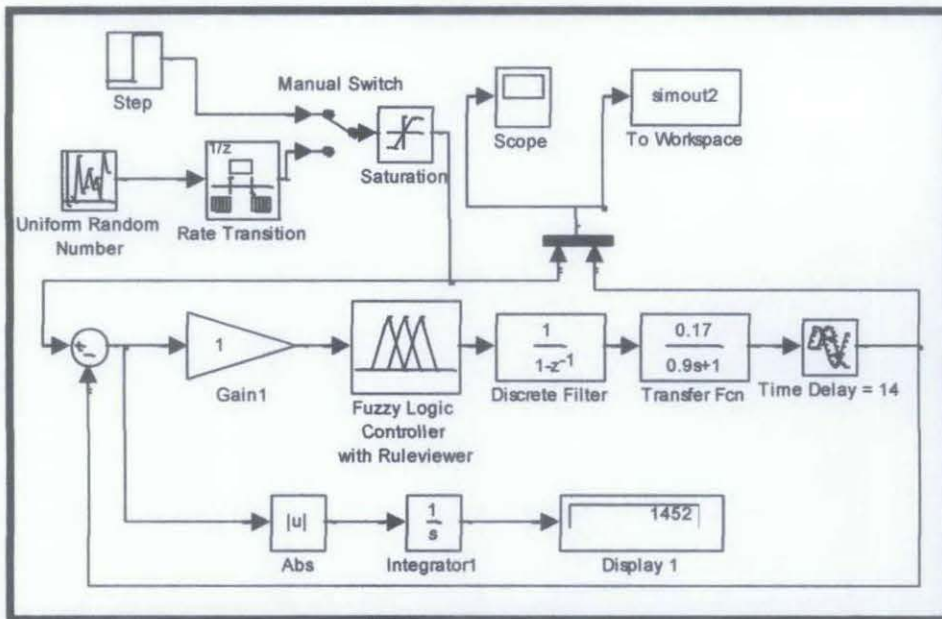 Step
Manual Switch
Saturation
Scope
simout2
To Workspace
Uniform Random
Number
1/z
Rate Transition
+
-
1
Gain1
Fuzzy Logic
Controller
with Ruleviewer
1
1-z⁻¹
Discrete Filter
0.17
0.9s+1
Transfer Fcn
Time Delay = 14
|u|
Abs
1
s
Integrator1
1452
Display 1